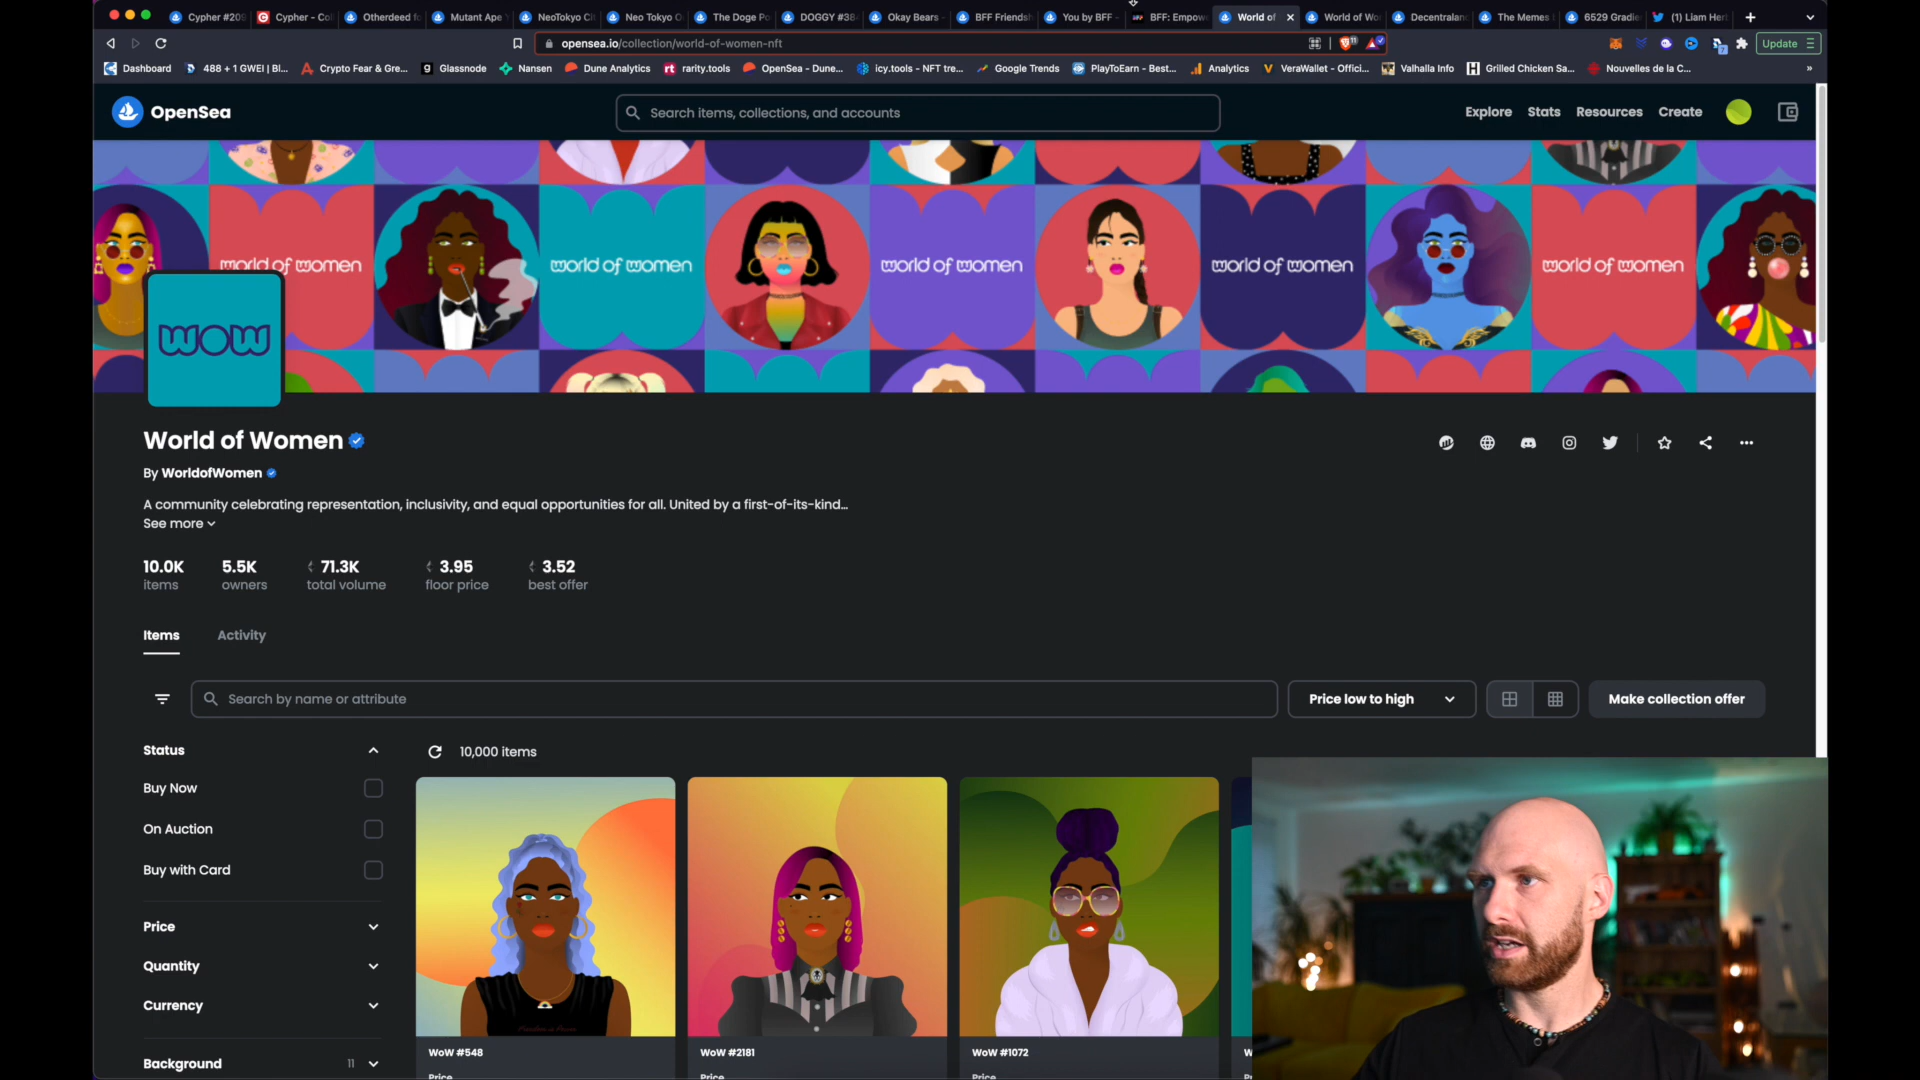 Cypher #209
Cypher - Co
Otherdeed fo
Mutant Ape
NeoTokyo Ci
Neo Tokyo O
The Doge Po
DOGGY #38
Okay Bears -
BFF Friendsh
You by BFF -
BFF: Empow
World of
World of Wo
Decentralan
The Memes
6529 Gradie
(1) Liam Her
opensea.io/collection/world-of-women-nft
Update
Dashboard
488 + 1 GWEI | Bl...
Crypto Fear & Gre...
Glassnode
Nansen
Dune Analytics
rarity.tools
OpenSea - Dune...
icy.tools - NFT tre...
Google Trends
PlayToEarn - Best...
Analytics
VeraWallet - Offici...
Valhalla Info
Grilled Chicken Sa...
Nouvelles de la C...
OpenSea
Search items, collections, and accounts
Explore
Stats
Resources
Create
world of women
world of women
world of women
world of women
world of women
WOW
World of Women
By WorldofWomen
A community celebrating representation, inclusivity, and equal opportunities for all. United by a first-of-its-kind...
See more
10.0K
5.5K
71.3K
3.95
3.52
items
owners
total volume
floor price
best offer
Items
Activity
Search by name or attribute
Price low to high
Make collection offer
Status
10,000 items
Buy Now
On Auction
Buy with Card
Price
Quantity
Currency
Background
11
WoW #548
WoW #2181
WoW #1072
W
Price
Price
Price